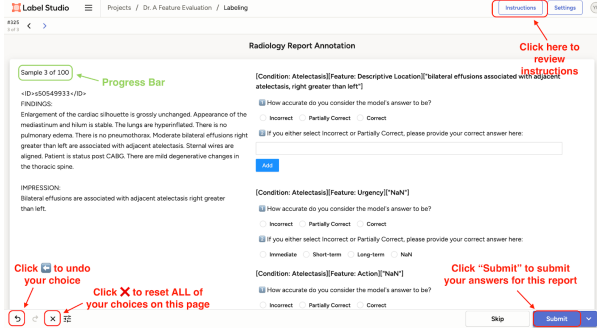 Label Studio
Projects / Dr. A Feature Evaluation / Labeling
Instructions
Settings
#325
3 of 5
Radiology Report Annotation
Click here to
review
instructions
Sample 3 of 100
Progress Bar
<ID>s50549933</ID>
FINDINGS:
Enlargement of the cardiac silhouette is grossly unchanged. Appearance of the
mediastinum and hilum is stable. The lungs are hyperinflated. There is no
pulmonary edema. There is no pneumothorax. Moderate bilateral effusions right
greater than left are associated with adjacent atelectasis. Sternal wires are
aligned. Patient is status post CABG. There are mild degenerative changes in
the thoracic spine.
IMPRESSION:
Bilateral effusions are associated with adjacent atelectasis right greater
than left.
[Condition: Atelectasis][Feature: Descriptive Location]["bilateral effusions associated with adjacent
atelectasis, right greater than left"]
1 How accurate do you consider the model's answer to be?
Incorrect Partially Correct Correct
2 If you either select Incorrect or Partially Correct, please provide your correct answer here:
Add
[Condition: Atelectasis][Feature: Urgency]["NaN"]
1 How accurate do you consider the model's answer to be?
Incorrect Partially Correct Correct
2 If you either select Incorrect or Partially Correct, please provide your correct answer here:
Immediate Short-term Long-term NaN
[Condition: Atelectasis][Feature: Action]["NaN"]
1 How accurate do you consider the model's answer to be?
Incorrect Partially Correct Correct
Click ⬅ to undo
your choice
Click ❌ to reset ALL of
your choices on this page
Click "Submit" to submit
your answers for this report
Skip
Submit